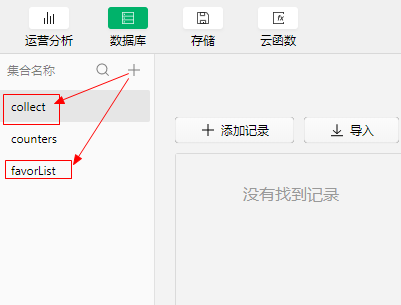 运营分析 数据库 存储 云函数
集合名称
collect
counters
favorList
添加记录 导入
没有找到记录